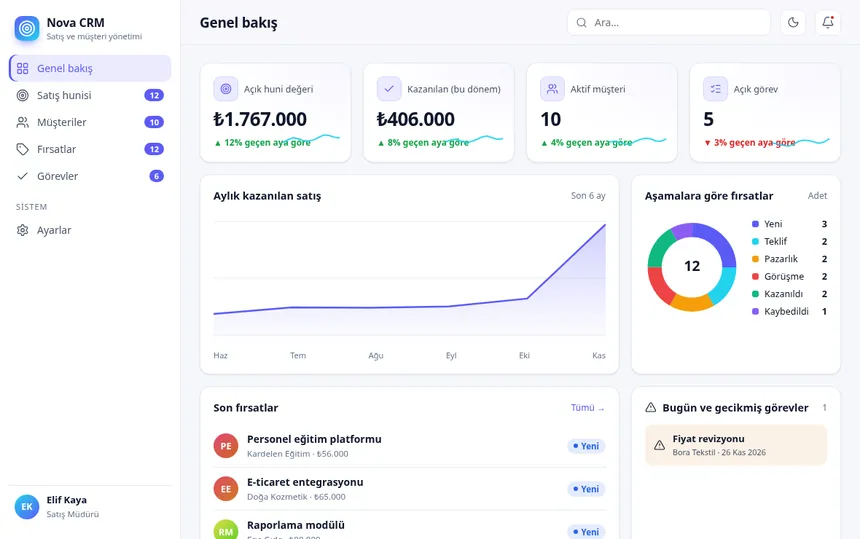 Nova CRM
Satış ve müşteri yönetimi
Genel bakış
Satış hunisi 12
Müşteriler 10
Fırsatlar 12
Görevler 6
SİSTEM
Ayarlar
EK
Elif Kaya
Satış Müdürü
Genel bakış
Ara...
Açık huni değeri
₺1.767.000
▲ 12% geçen aya göre
Kazanılan (bu dönem)
₺406.000
▲ 8% geçen aya göre
Aktif müşteri
10
▲ 4% geçen aya göre
Açık görev
5
▼ 3% geçen aya göre
Aylık kazanılan satış
Son 6 ay
Haz Tem Ağu Eyl Eki Kas
Aşamalara göre fırsatlar
Adet
12
Yeni 3
Teklif 2
Pazarlık 2
Görüşme 2
Kazanıldı 2
Kaybedildi 1
Son fırsatlar
Tümü →
PE
Personel eğitim platformu
Kardelen Eğitim · ₺56.000
Yeni
EE
E-ticaret entegrasyonu
Doğa Kozmetik · ₺65.000
Yeni
RM
Raporlama modülü
Yeni
Bugün ve gecikmiş görevler
1
Fiyat revizyonu
Bora Tekstil · 26 Kas 2026